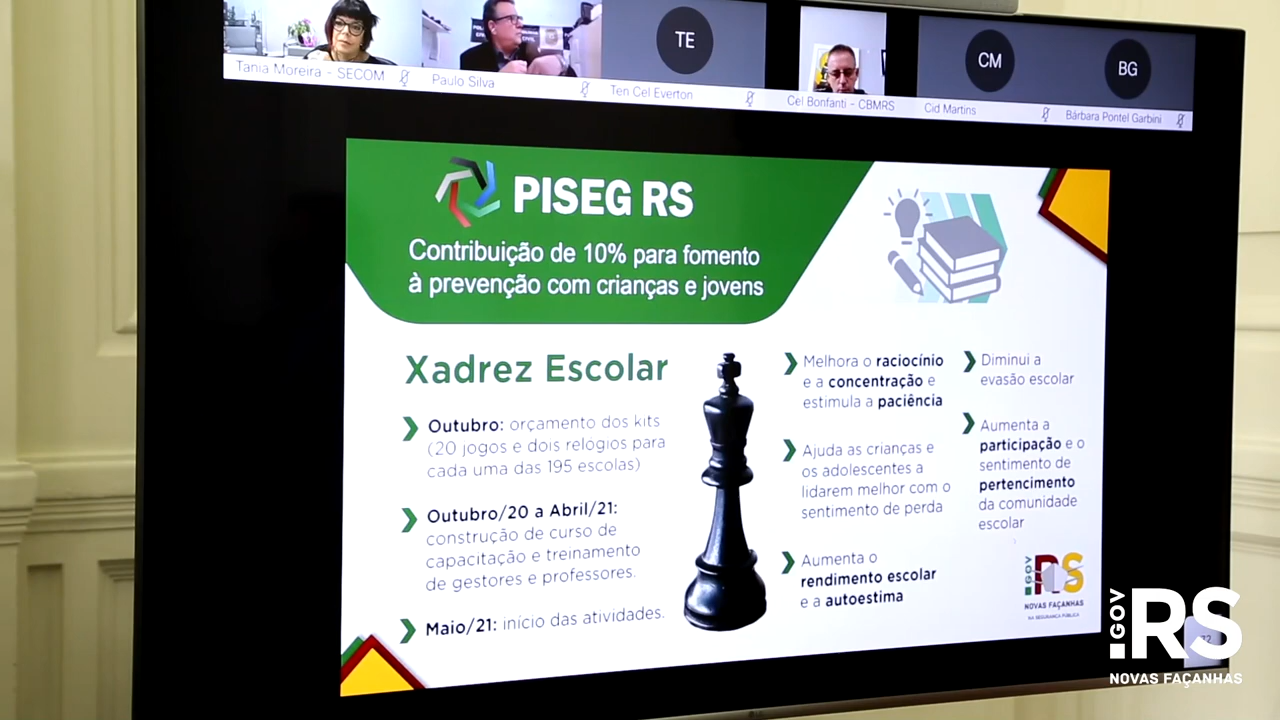 TE
CM
BG
Tania Moreira - SECOM
Paulo Silva
Ten Cel Everton
Cel Bonfanti - CBMRS
Cid Martins
Bárbara Pontel Garbini
PISEG RS
Contribuição de 10% para fomento
à prevenção com crianças e jovens
Xadrez Escolar
Outubro: orçamento dos kits
(20 jogos e dois relógios para
cada uma das 195 escolas)
Outubro/20 a Abril/21:
construção de curso de
capacitação e treinamento
de gestores e professores.
Maio/21: início das atividades.
Melhora o raciocínio
e a concentração e
estimula a paciência
Ajuda as crianças e
os adolescentes a
lidarem melhor com o
sentimento de perda
Aumenta o
rendimento escolar
e a autoestima
Diminui a
evasão escolar
Aumenta a
participação e o
sentimento de
pertencimento
da comunidade
escolar
.GOV RS
NOVAS FAÇANHAS
NA SEGURANÇA PÚBLICA
.GOV RS
NOVAS FAÇANHAS